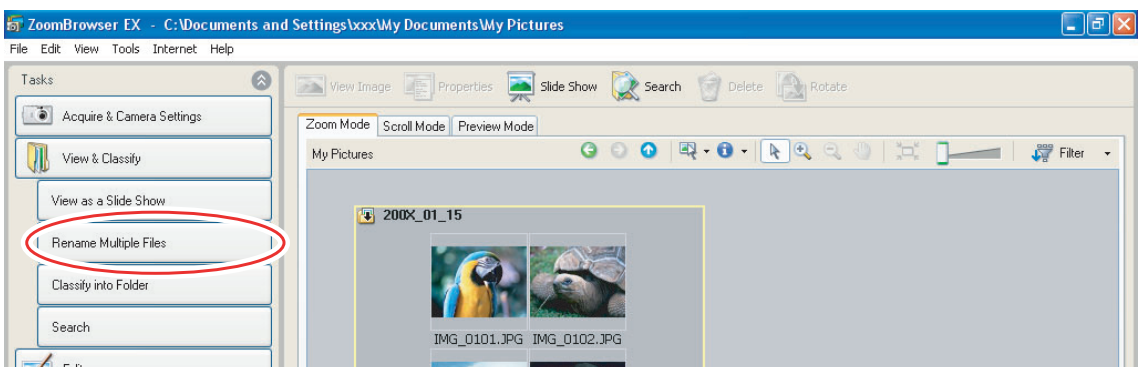 ZoomBrowser EX - C:\Documents and Settings\xxx\My Documents\My Pictures
File Edit View Tools Internet Help
Tasks
View Image Properties Slide Show Search Delete Rotate
Acquire & Camera Settings
Zoom Mode Scroll Mode Preview Mode
View & Classify
My Pictures
Filter
View as a Slide Show
200X_01_15
Rename Multiple Files
Classify into Folder
Search
IMG_0101.JPG IMG_0102.JPG